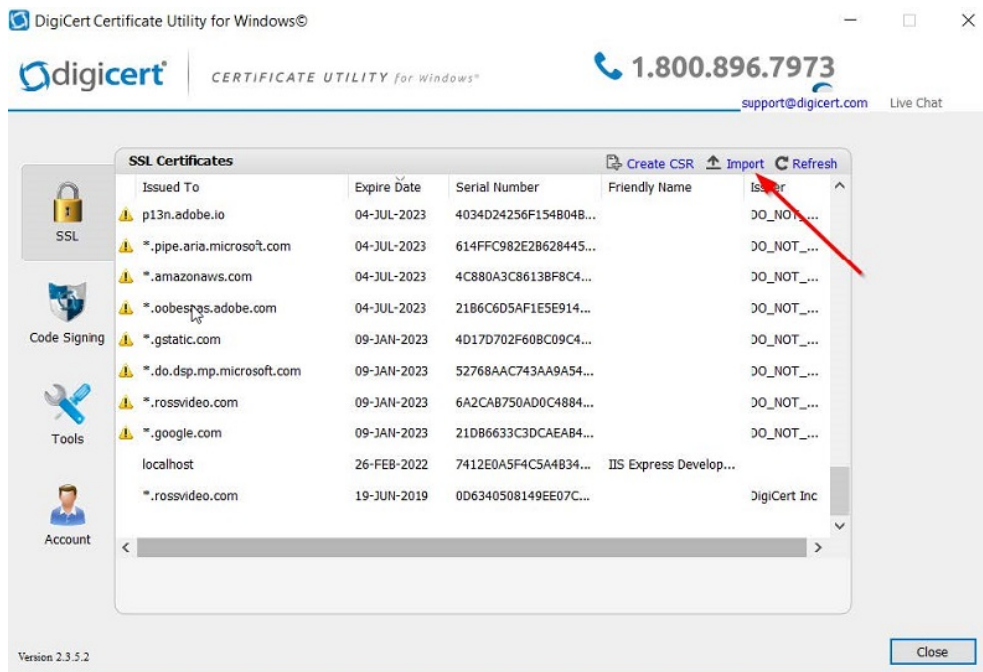 DigiCert Certificate Utility for Windows©
digicert® CERTIFICATE UTILITY for Windows® 1.800.896.7973
support@digicert.com Live Chat
SSL Certificates Create CSR Import Refresh
Issued To Expire Date Serial Number Friendly Name Issuer
p13n.adobe.io 04-JUL-2023 4034D24256F154B04B... DO_NOT_...
*.pipe.aria.microsoft.com 04-JUL-2023 614FFC982E2B628445... DO_NOT_...
*.amazonaws.com 04-JUL-2023 4C880A3C8613BF8C4... DO_NOT_...
04-JUL-2023 21B6C6D5AF1E5E914... DO_NOT_...
*.gstatic.com 09-JAN-2023 4D17D702F60BC09C4... DO_NOT_...
*.do.dsp.mp.microsoft.com 09-JAN-2023 52768AAC743AA9A54... DO_NOT_...
*.rossvideo.com 09-JAN-2023 6A2CAB750AD0C4884... DO_NOT_...
*.google.com 09-JAN-2023 21DB6633C3DCAEAB4... DO_NOT_...
localhost 26-FEB-2022 7412E0A5F4C5A4B34... IIS Express Develop...
*.rossvideo.com 19-JUN-2019 0D6340508149EE07C... DigiCert Inc
SSL
Code Signing
Tools
Account
Version 2.3.5.2
Close